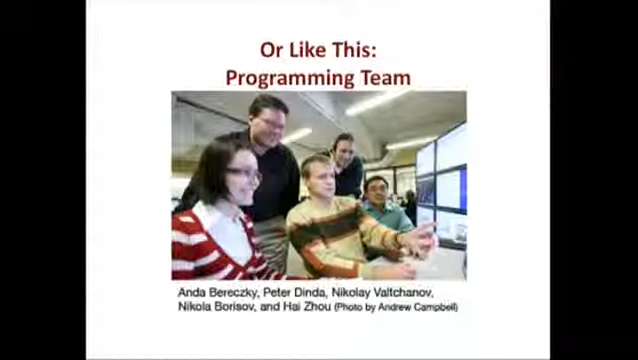 Or Like This:
Programming Team
Anda Bereczky, Peter Dinda, Nikolay Valtchanov,
Nikola Borisov, and Hai Zhou (Photo by Andrew Campbell)